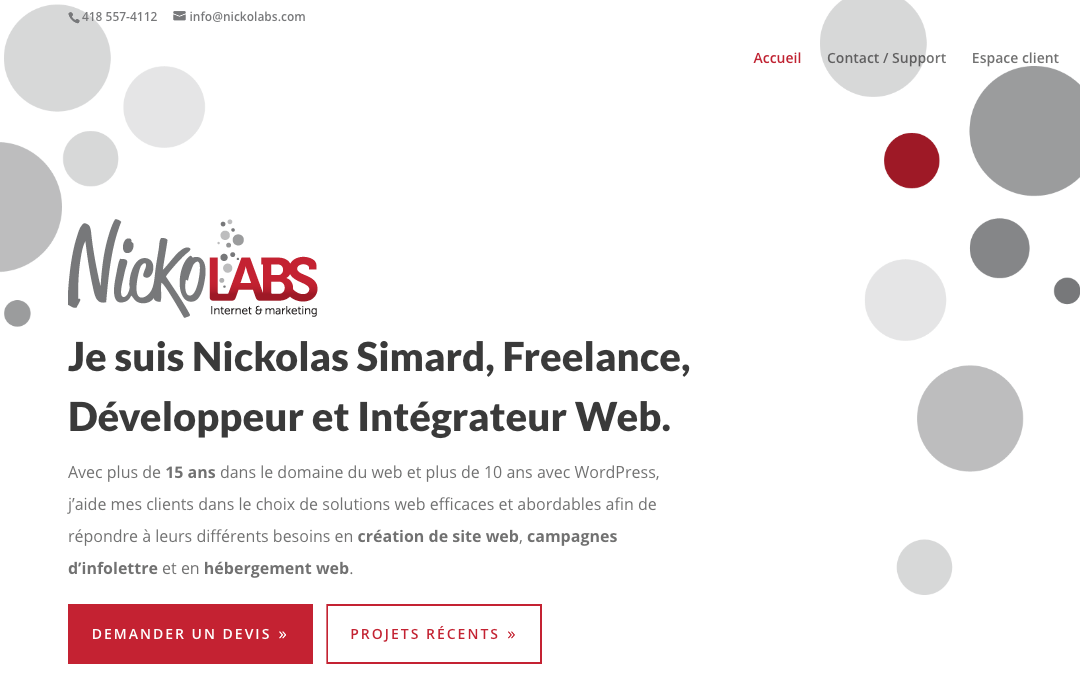 418 557-4112 info@nickolabs.com
Accueil Contact / Support Espace client
NickoLABS
Internet & marketing
Je suis Nickolas Simard, Freelance,
Développeur et Intégrateur Web.
Avec plus de 15 ans dans le domaine du web et plus de 10 ans avec WordPress,
j’aide mes clients dans le choix de solutions web efficaces et abordables afin de
répondre à leurs différents besoins en création de site web, campagnes
d’infolettre et en hébergement web.
DEMANDER UN DEVIS » PROJETS RÉCENTS »